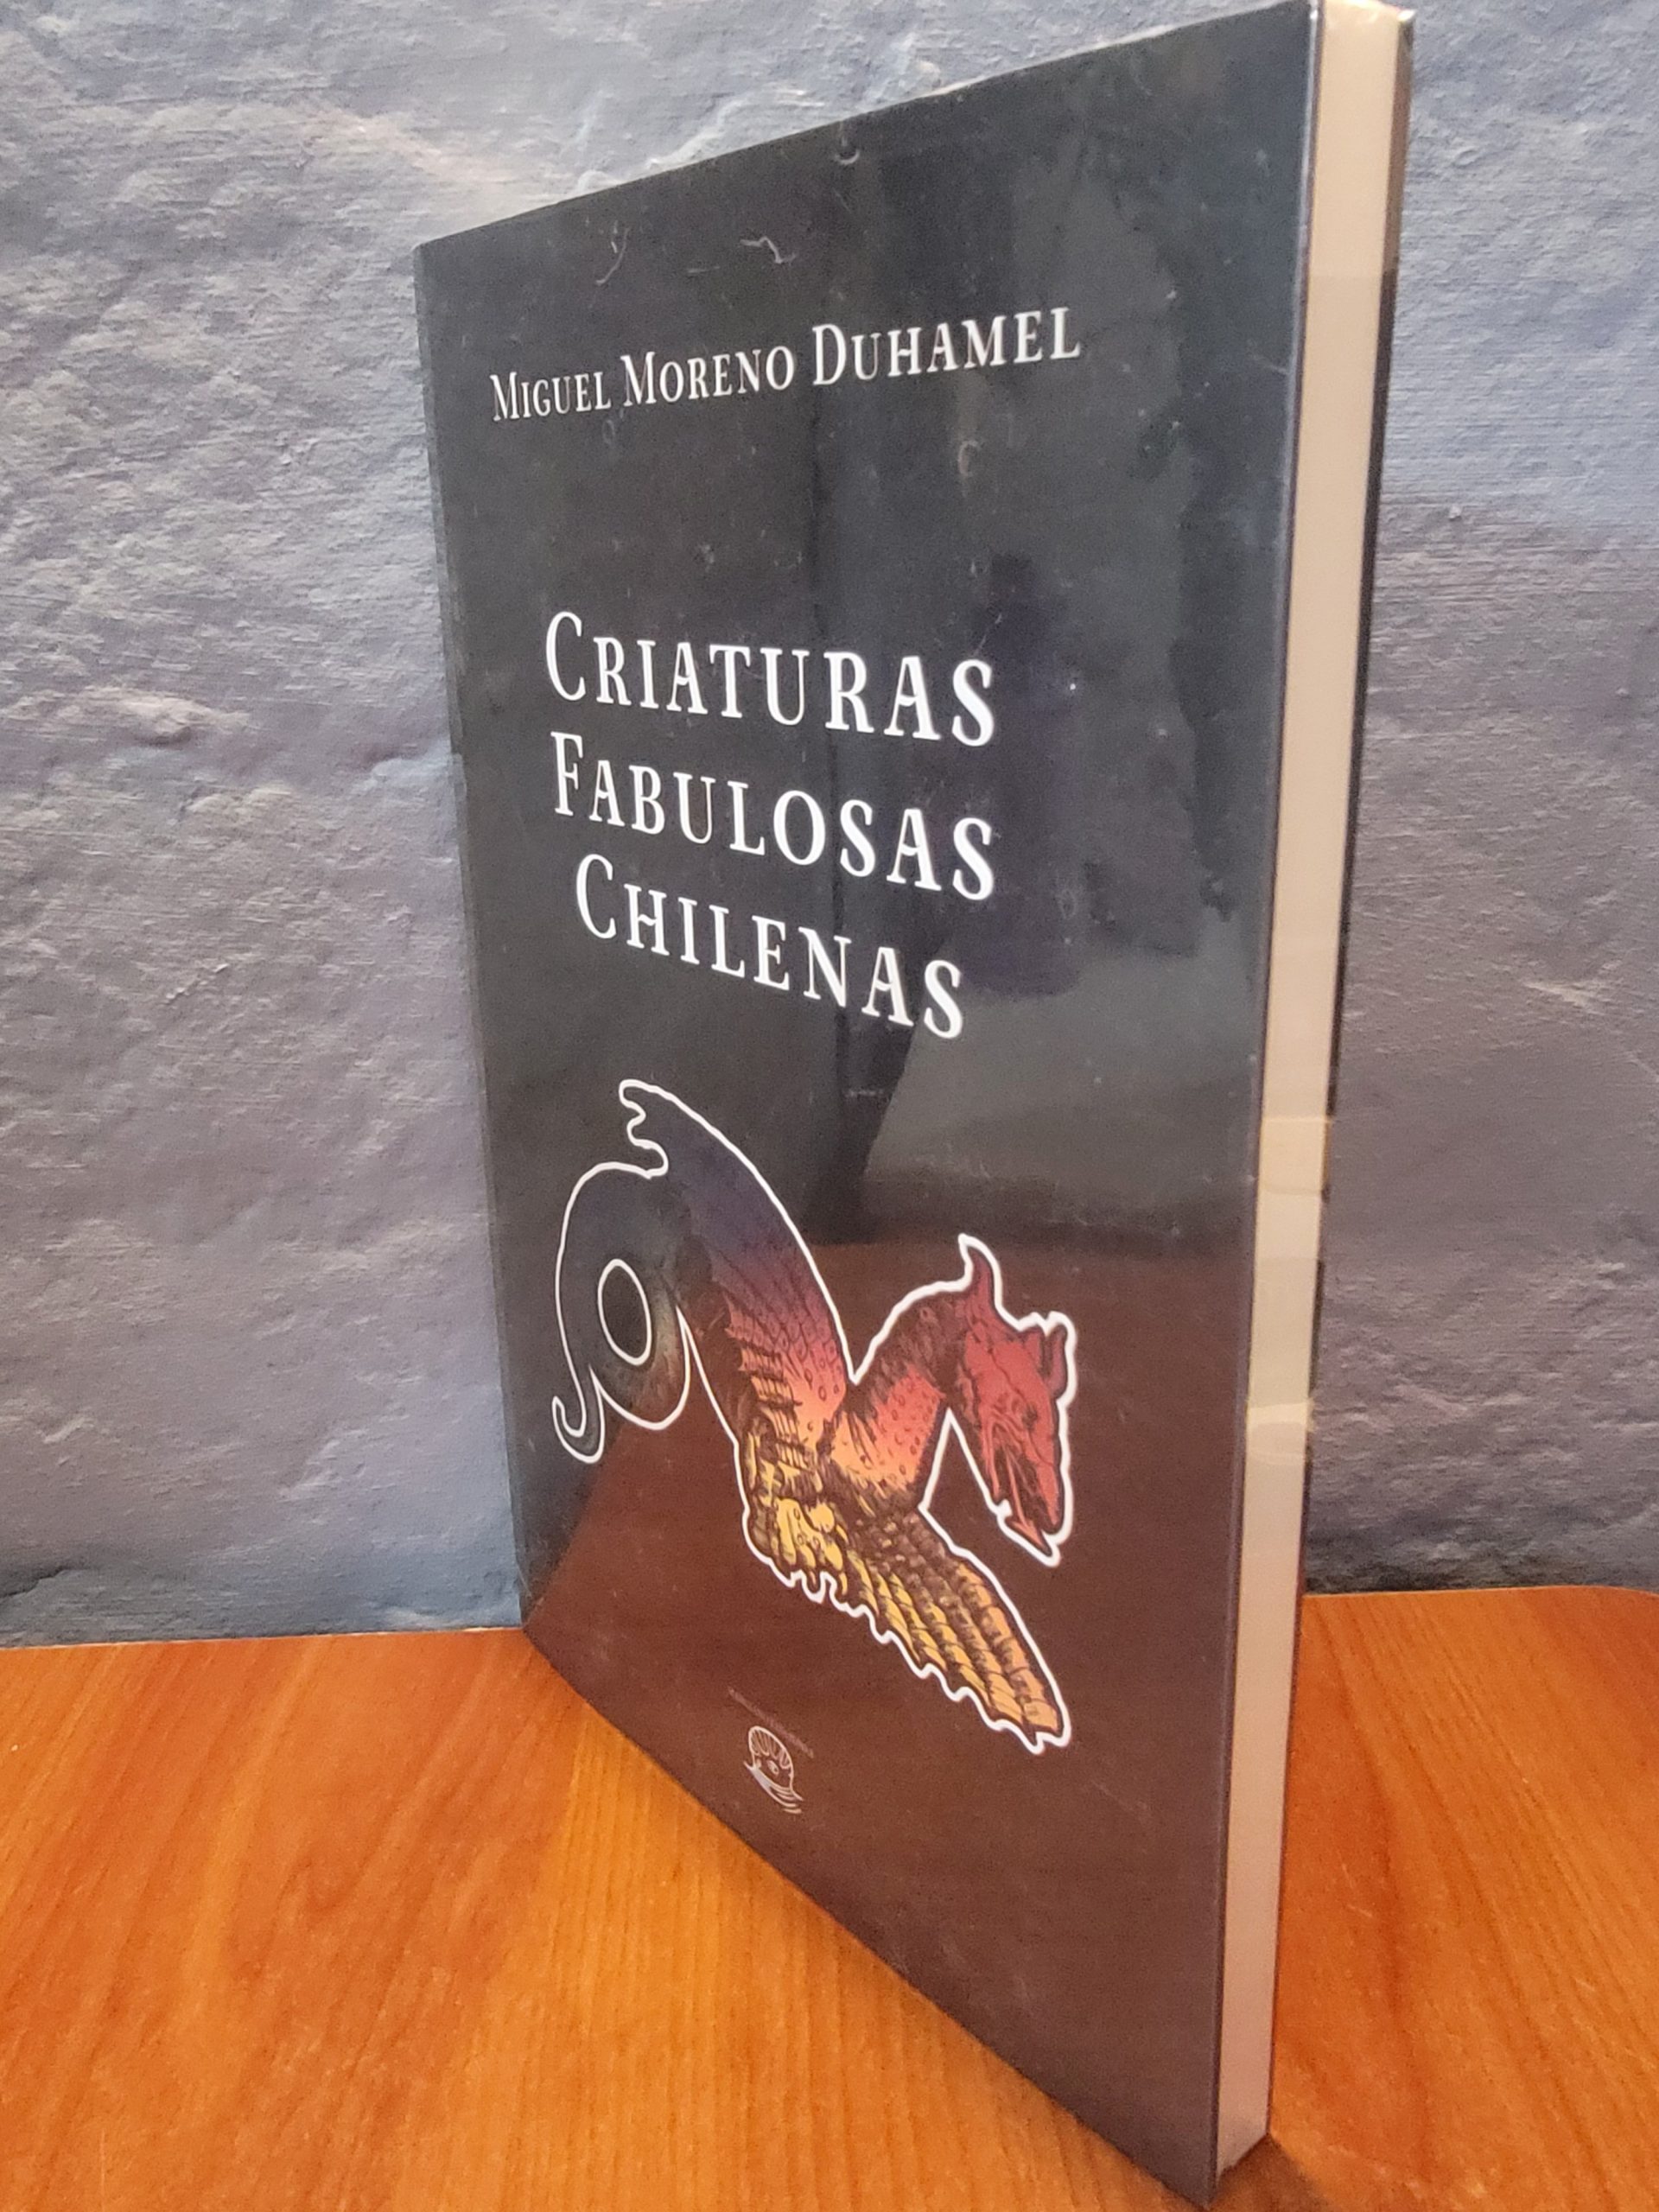 MIGUEL MORENO DUHAMEL
CRIATURAS
FABULOSAS
CHILENAS